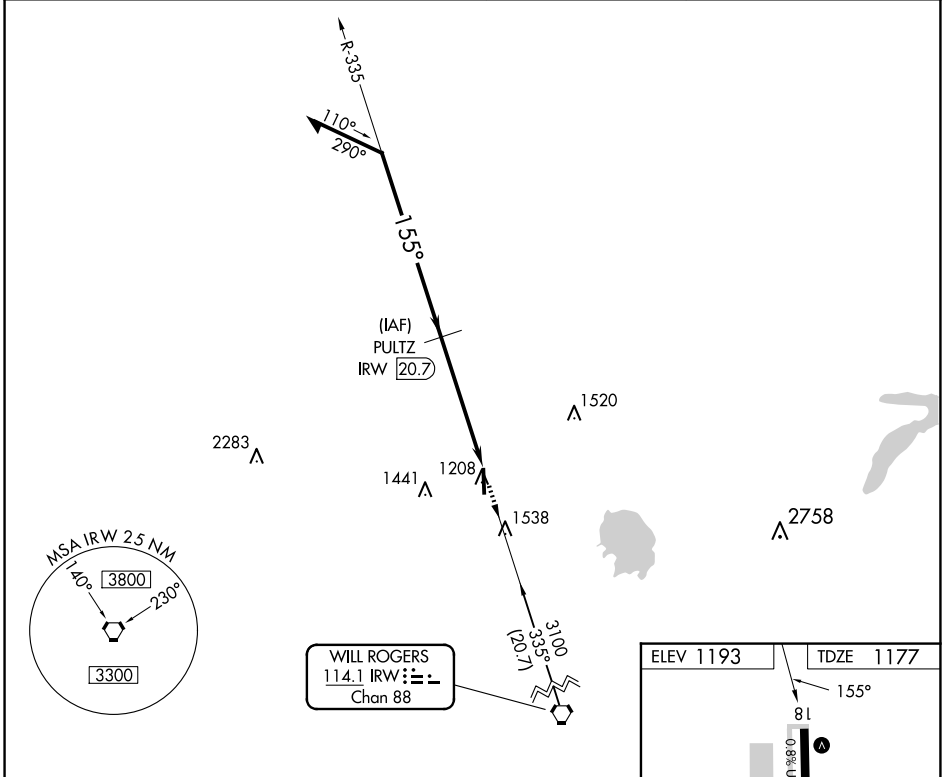 R-335
110°
290°
155°
(IAF)
PULTZ
IRW 20.7
1520
2283
1441
1208
1538
2758
MSA IRW 25 NM
140°
3800
230°
3300
3100
335°
(20.7)
WILL ROGERS
114.1 IRW
Chan 88
ELEV 1193
TDZE 1177
155°
18
0.8% U
V